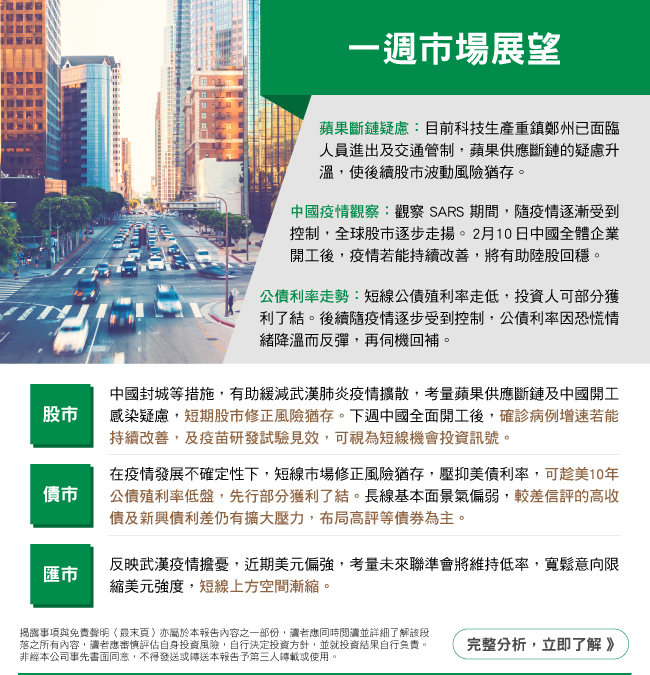 一週市場展望
蘋果斷鏈疑慮：目前科技生產重鎮鄭州已面臨
人員進出及交通管制，蘋果供應斷鏈的疑慮升
溫，使後續股市波動風險猶存。
中國疫情觀察：觀察 SARS 期間，隨疫情逐漸受到
控制，全球股市逐步走揚。2月10日中國全體企業
開工後，疫情若能持續改善，將有助陸股回穩。
公債利率走勢：短線公債殖利率走低，投資人可部分獲
利了結。後續隨疫情逐步受到控制，公債利率因恐慌情
緒降溫而反彈，再伺機回補。
股市
中國封城等措施，有助緩減武漢肺炎疫情擴散，考量蘋果供應斷鏈及中國開工
感染疑慮，短期股市修正風險猶存。下週中國全面開工後，確診病例增速若能
持續改善，及疫苗研發試驗見效，可視為短線機會投資訊號。
債市
在疫情發展不確定性下，短線市場修正風險猶存，壓抑美債利率，可趁美10年
公債殖利率低盤，先行部分獲利了結。長線基本面景氣偏弱，較差信評的高收
債及新興債利差仍有擴大壓力，布局高評等債券為主。
匯市
反映武漢疫情擔憂，近期美元偏強，考量未來聯準會將維持低率，寬鬆意向限
縮美元強度，短線上方空間漸縮。
揭露事項與免責聲明（最末頁）亦屬於本報告內容之一部份，讀者應同時閱讀並詳細了解該段
落之所有內容，讀者應審慎評估自身投資風險，自行決定投資方針，並就投資結果自行負責。
非經本公司事先書面同意，不得發送或轉送本報告予第三人轉載或使用。
完整分析，立即了解 》